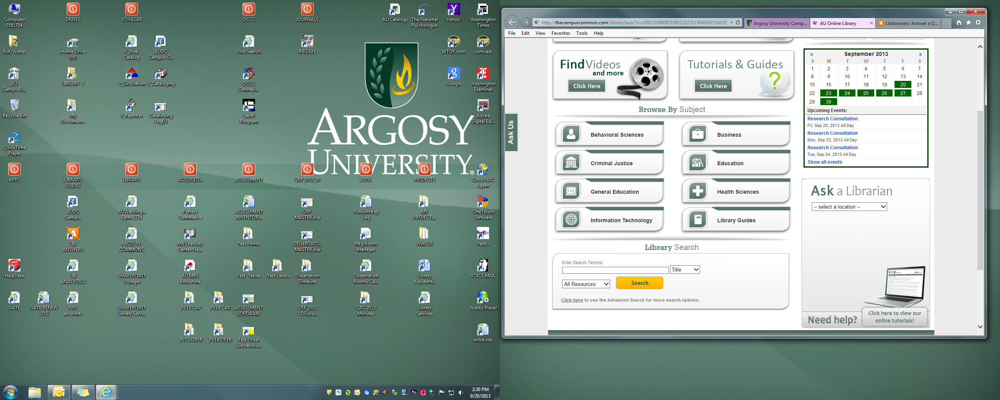 Computer
0161754
DRIVES
VOYAGER
OCLC
JOURNALS
AU Catalogs
The National
Psychologist
Yahoo!
Washington
Times
Ruf, Walter
Home Drive
(H)
V_Web
Catalog
AUDC
Campus G...
First Search
RBG.EXE
WTOP.com
comcast
AU
CampusV...
LIBRARY S
V_Circulation
V_Cataloging
OCLC
Connexi...
Google
Washington
Examiner
Recycle Bin
My
Documents
V_Reporter
Cataloging
Log03
Label
Program
Adobe
Digital Ed...
ARGOSY
UNIVERSITY®
QuickTime
Player
APPS
LIBRARY
GUIDES
LIBRARY
ACQUISITI...
ASSESSMENT
CRP_DISS_IP
LOGS
PROJECTS
Cisco NAC
Agent
AUDC
Camp...
AUWashing...
Edmc1234
Perfect
Commerce
ASSESSMENT
INVENTOR...
CRP
MASTER.xlsx
Podium Key
Log
MY
PROJECT...
OneTouch
Software
LIB
ANSWERS
FACULTY
COMMONS
MBS Faculty
Center Ne...
Test Forms
DISSERTATI...
MASTER.xlsx
Mtg Room
Manager
WinSCP
FedEx
HelpDesk
LIB
ANALYTICS
SHAREPOINT
Voyager
AU MBS
Bookstore
Test Tables
Test Labels
Dissertation
Timeline
Observation
Rooms Ca...
Library
Assistant...
VOICE MAIL
GATE
GATE RENEW
LOG
FWS
accounts
SHAREPOINT
Library Serv...
_FY13 CAP
_FY14 CAP
ASSESSMENT
SOFTWARE
CRP_DISS
LOG.xls...
CAC 2013
Minutes
Library
Services
WebEx Player
_FY13 OPER
_FY14 OPER
Test Order
List rev.xls...
wrlist.xlsx
2:30 PM
9/20/2013
http://thecampuscommon.com/library/auo/?n=109121099097109112117115046097114103
Argosy University Camp...
AU Online Library
LibAnswers: Answer a Q...
File Edit View Favorites Tools Help
Find Videos
and more
Click Here
Tutorials & Guides
Click Here
?
Browse By Subject
Behavioral Sciences
Business
Criminal Justice
Education
1+2
General Education
Health Sciences
Information Technology
Library Guides
Library Search
Enter Search Term(s)
Title
All Resources
Search
Click here to use the Advanced Search for more search options.
Ask Us
« September 2013 »
S M T W T F S
1 2 3 4 5 6 7
8 9 10 11 12 13 14
15 16 17 18 19 20 21
22 23 24 25 26 27 28
29 30
Upcoming Events:
Research Consultation
Fri, Sep 20, 2013 All Day
Research Consultation
Mon, Sep 23, 2013 All Day
Research Consultation
Tue, Sep 24, 2013 All Day
Show all events
Ask a Librarian
-- select a location --
Need help?
Click here to view our
online tutorials!